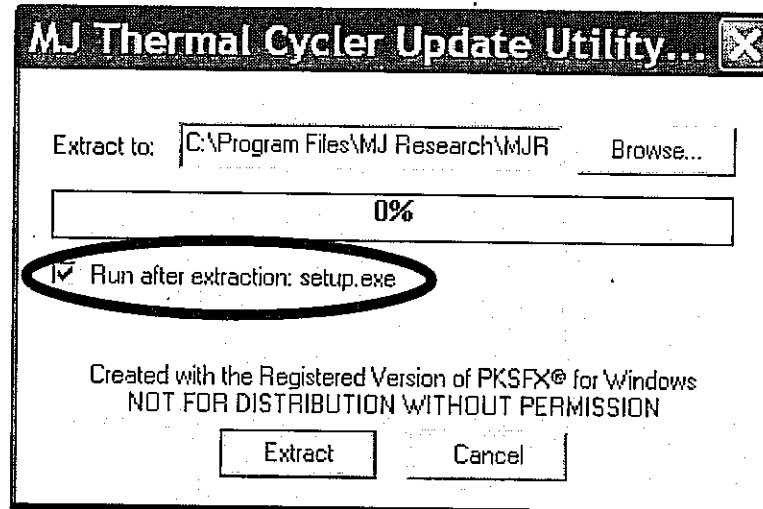 MJ Thermal Cycler Update Utility...
Extract to: C:\Program Files\MJ Research\MJR Browse...
0%
Run after extraction: setup.exe
Created with the Registered Version of PKSFX® for Windows
NOT FOR DISTRIBUTION WITHOUT PERMISSION
Extract Cancel